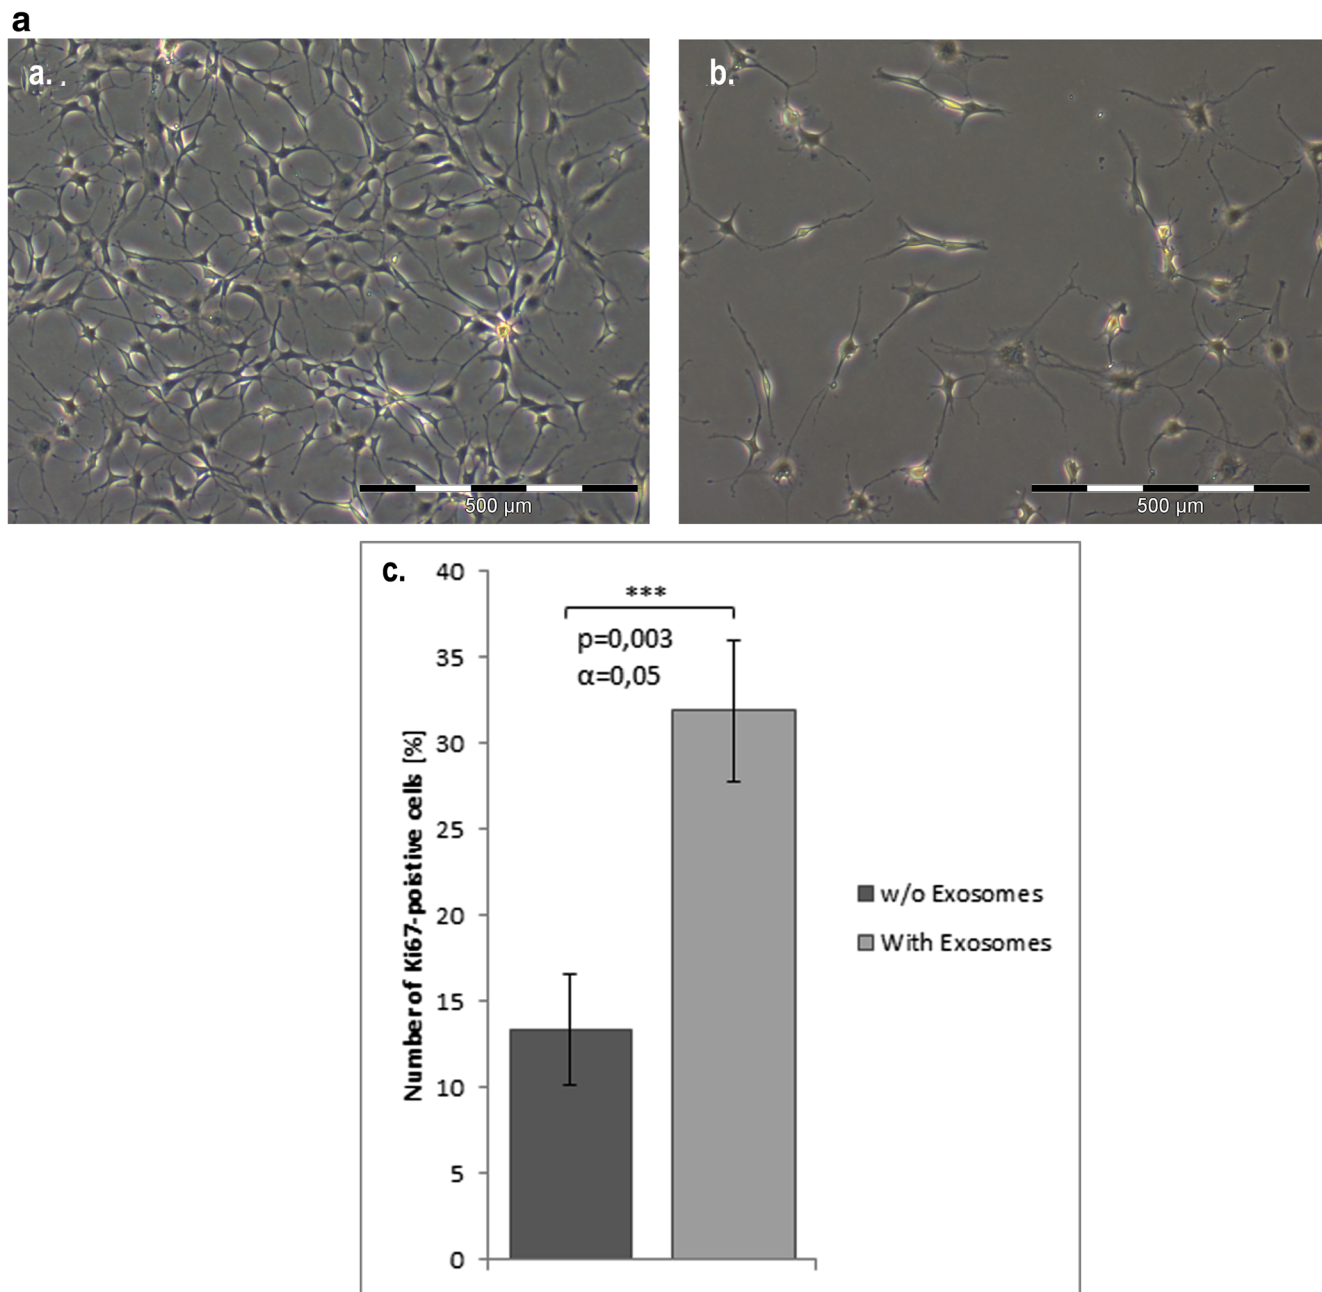 a
a. .
b.
500 µm
500 µm
c.
40
***
p=0,003
α=0,05
35
30
25
20
15
10
5
0
Number of Ki67-poistive cells [%]
w/o Exosomes
With Exosomes